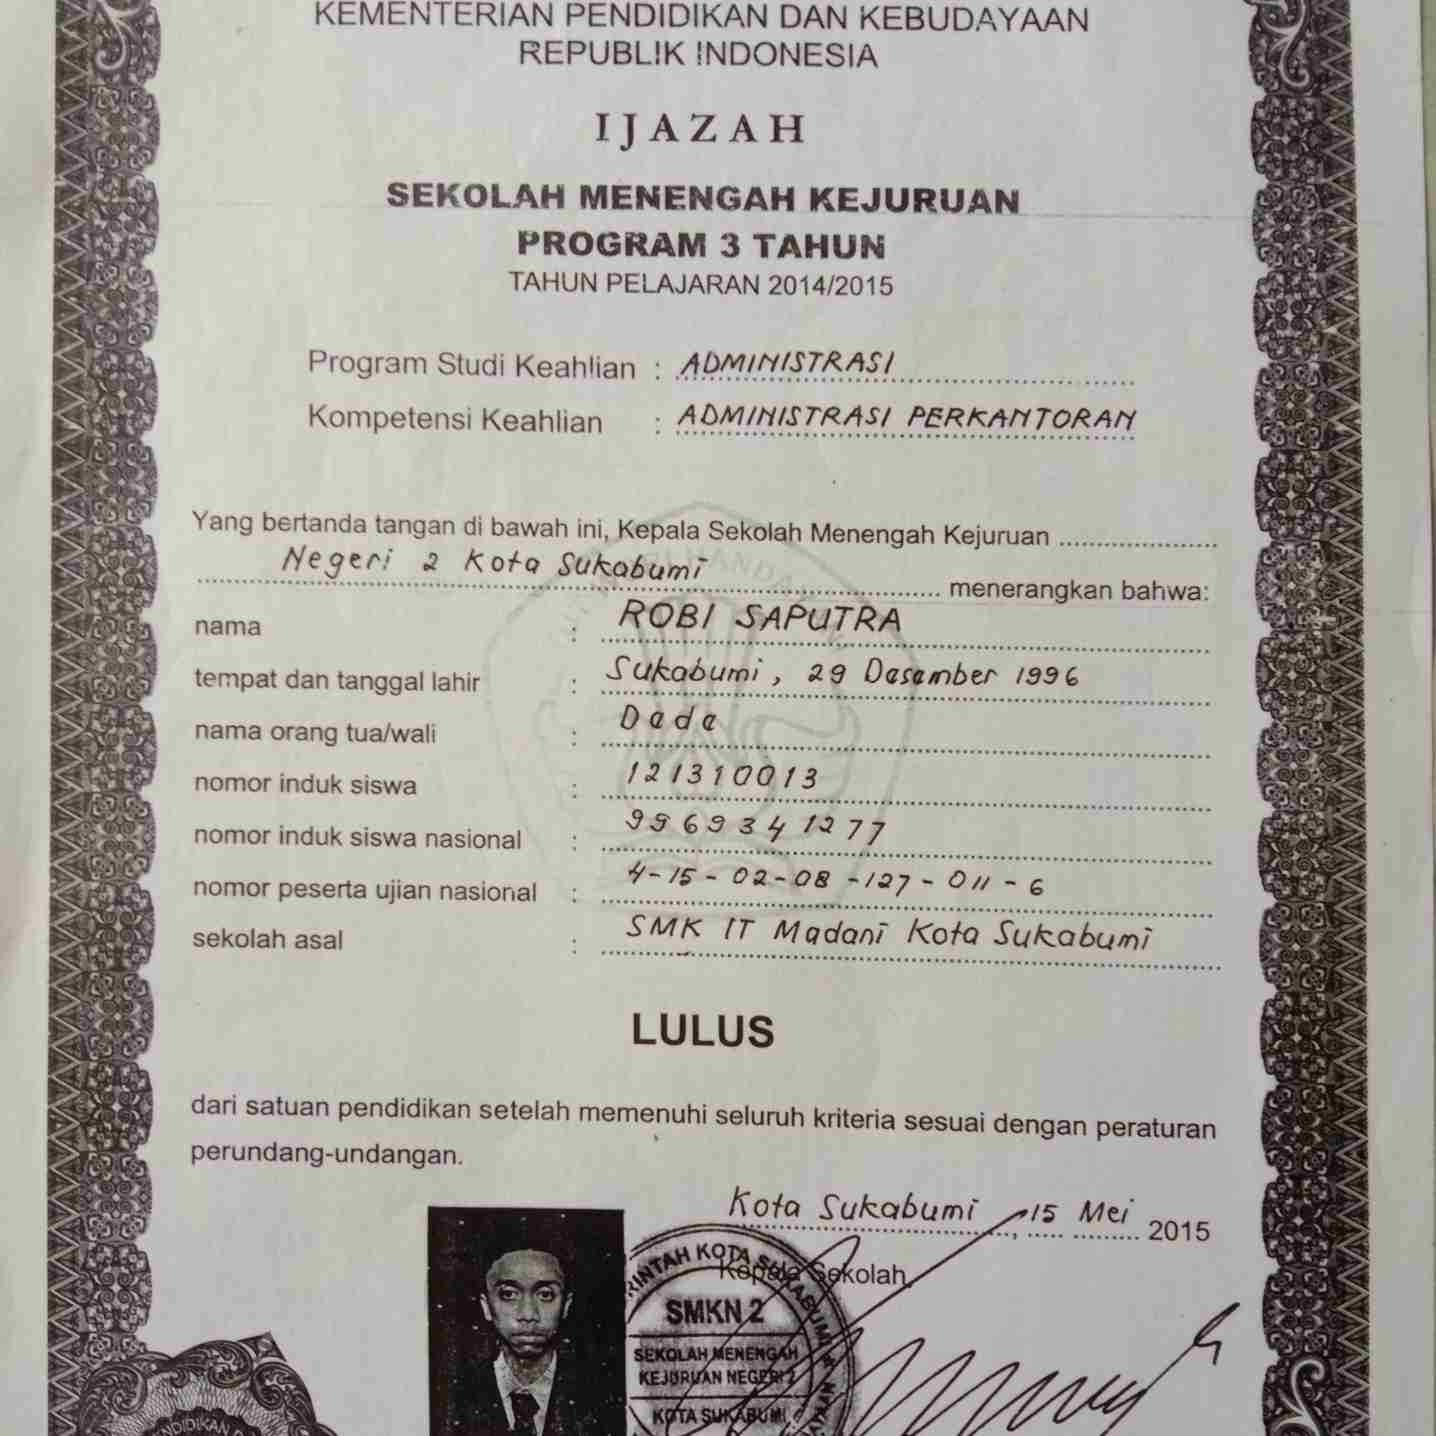 KEMENTERIAN PENDIDIKAN DAN KEBUDAYAAN
REPUBLIK INDONESIA
IJAZAH
SEKOLAH MENENGAH KEJURUAN
PROGRAM 3 TAHUN
TAHUN PELAJARAN 2014/2015
Program Studi Keahlian : ADMINISTRASI
Kompetensi Keahlian : ADMINISTRASI PERKANTORAN
Yang bertanda tangan di bawah ini, Kepala Sekolah Menengah Kejuruan
Negeri 2 Kota Sukabumi menerangkan bahwa:
nama : ROBI SAPUTRA
tempat dan tanggal lahir : Sukabumi, 29 Desember 1996
nama orang tua/wali : Dede
nomor induk siswa : 121310013
nomor induk siswa nasional : 9969341277
nomor peserta ujian nasional : 4-15-02-08-127-011-6
sekolah asal : SMK IT Madani Kota Sukabumi
LULUS
dari satuan pendidikan setelah memenuhi seluruh kriteria sesuai dengan peraturan
perundang-undangan.
Kota Sukabumi, 15 Mei 2015
Kepala Sekolah,
KOTA SUKABUMI
SMKN 2
SEKOLAH MENENGAH
KEJURUAN NEGERI 2
KOTA SUKABUMI